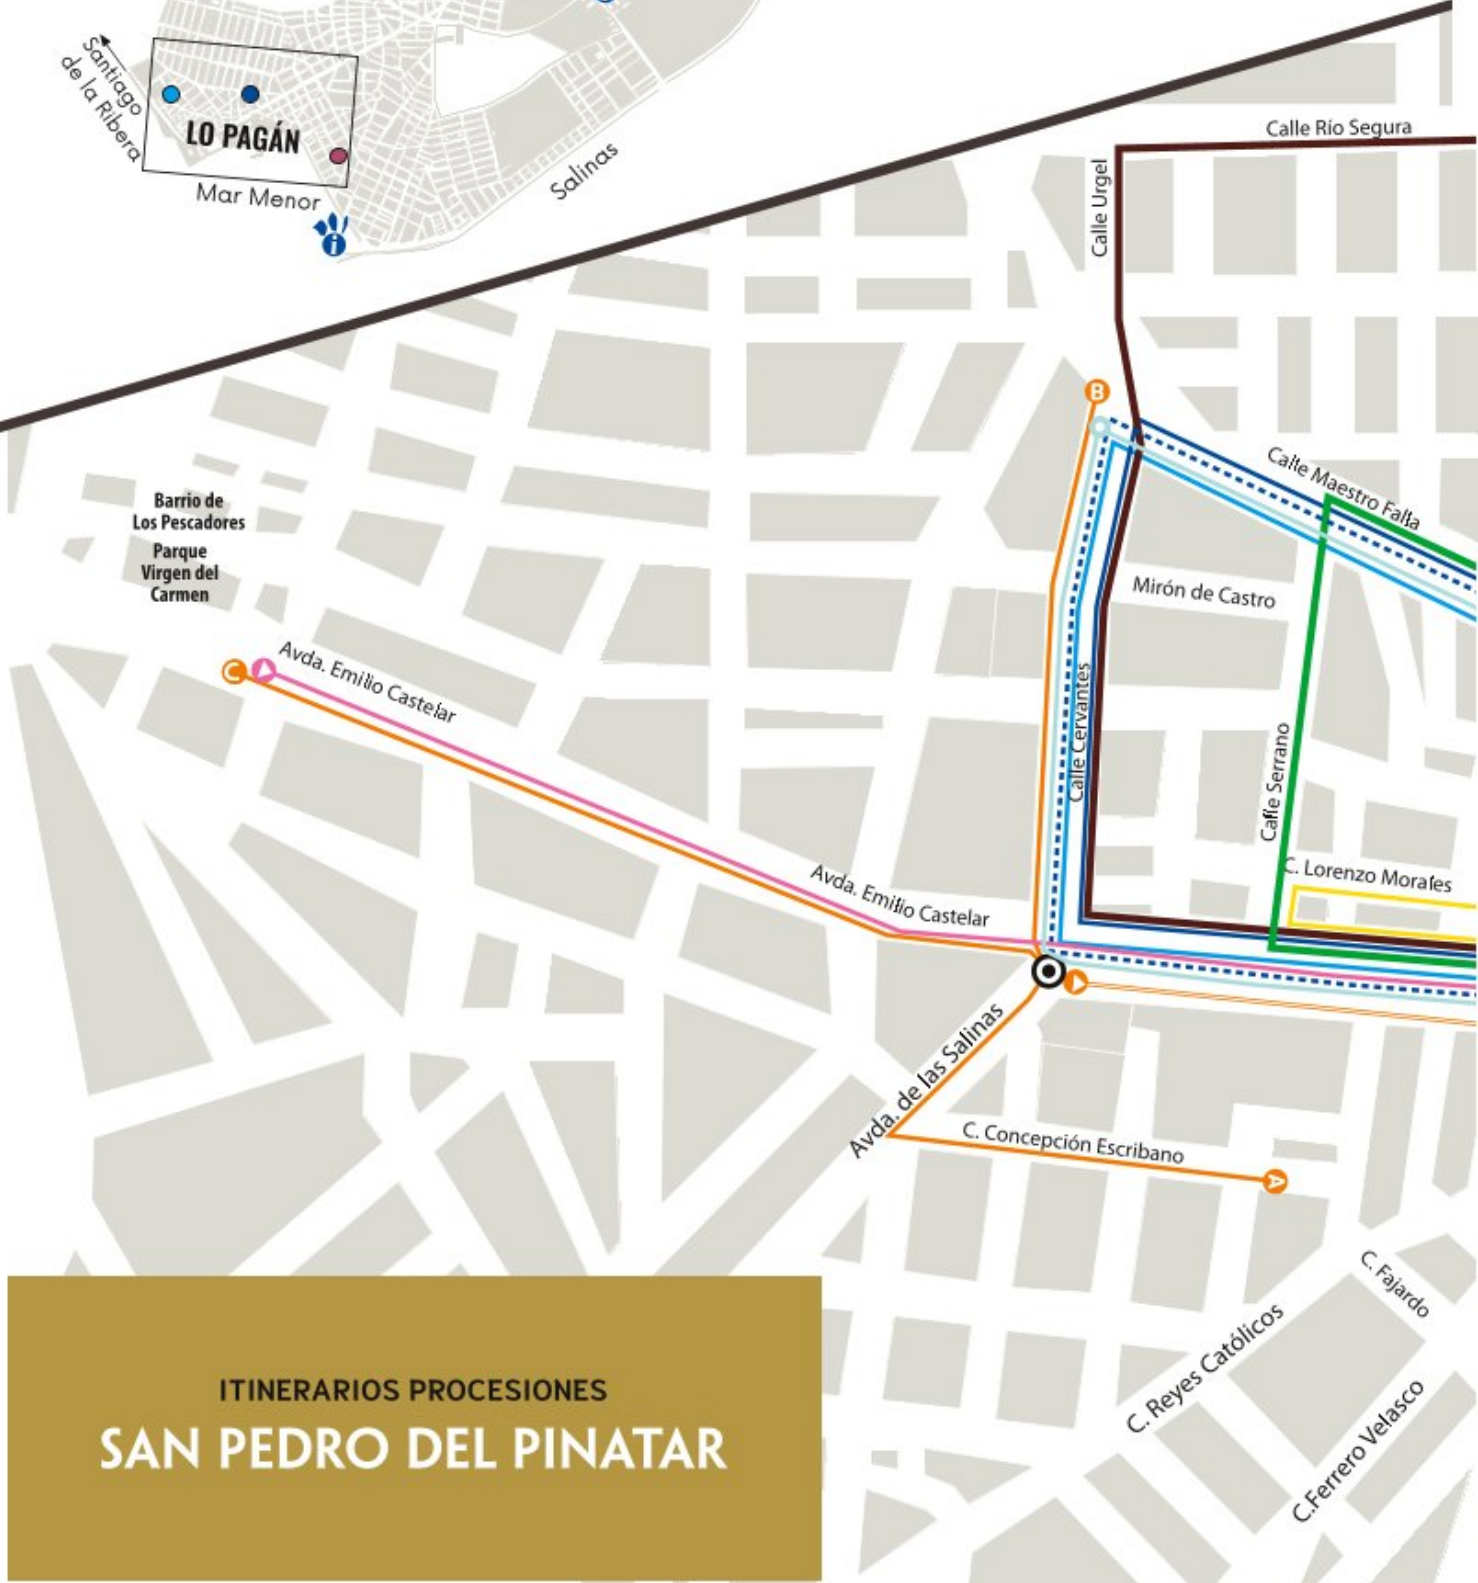 Santiago
de la Ribera
LO PAGÁN
Mar Menor
Salinas
i
Calle Río Segura
Calle Urgel
B
Calle Maestro Falla
Barrio de
Los Pescadores
Parque
Virgen del
Carmen
Mirón de Castro
C
Avda. Emilio Castelar
Calle Cervantes
Calle Serrano
C. Lorenzo Morales
Avda. Emilio Castelar
Avda. de las Salinas
C. Concepción Escribano
A
C. Fajardo
C. Reyes Católicos
C.Ferrero Velasco
ITINERARIOS PROCESIONES
SAN PEDRO DEL PINATAR